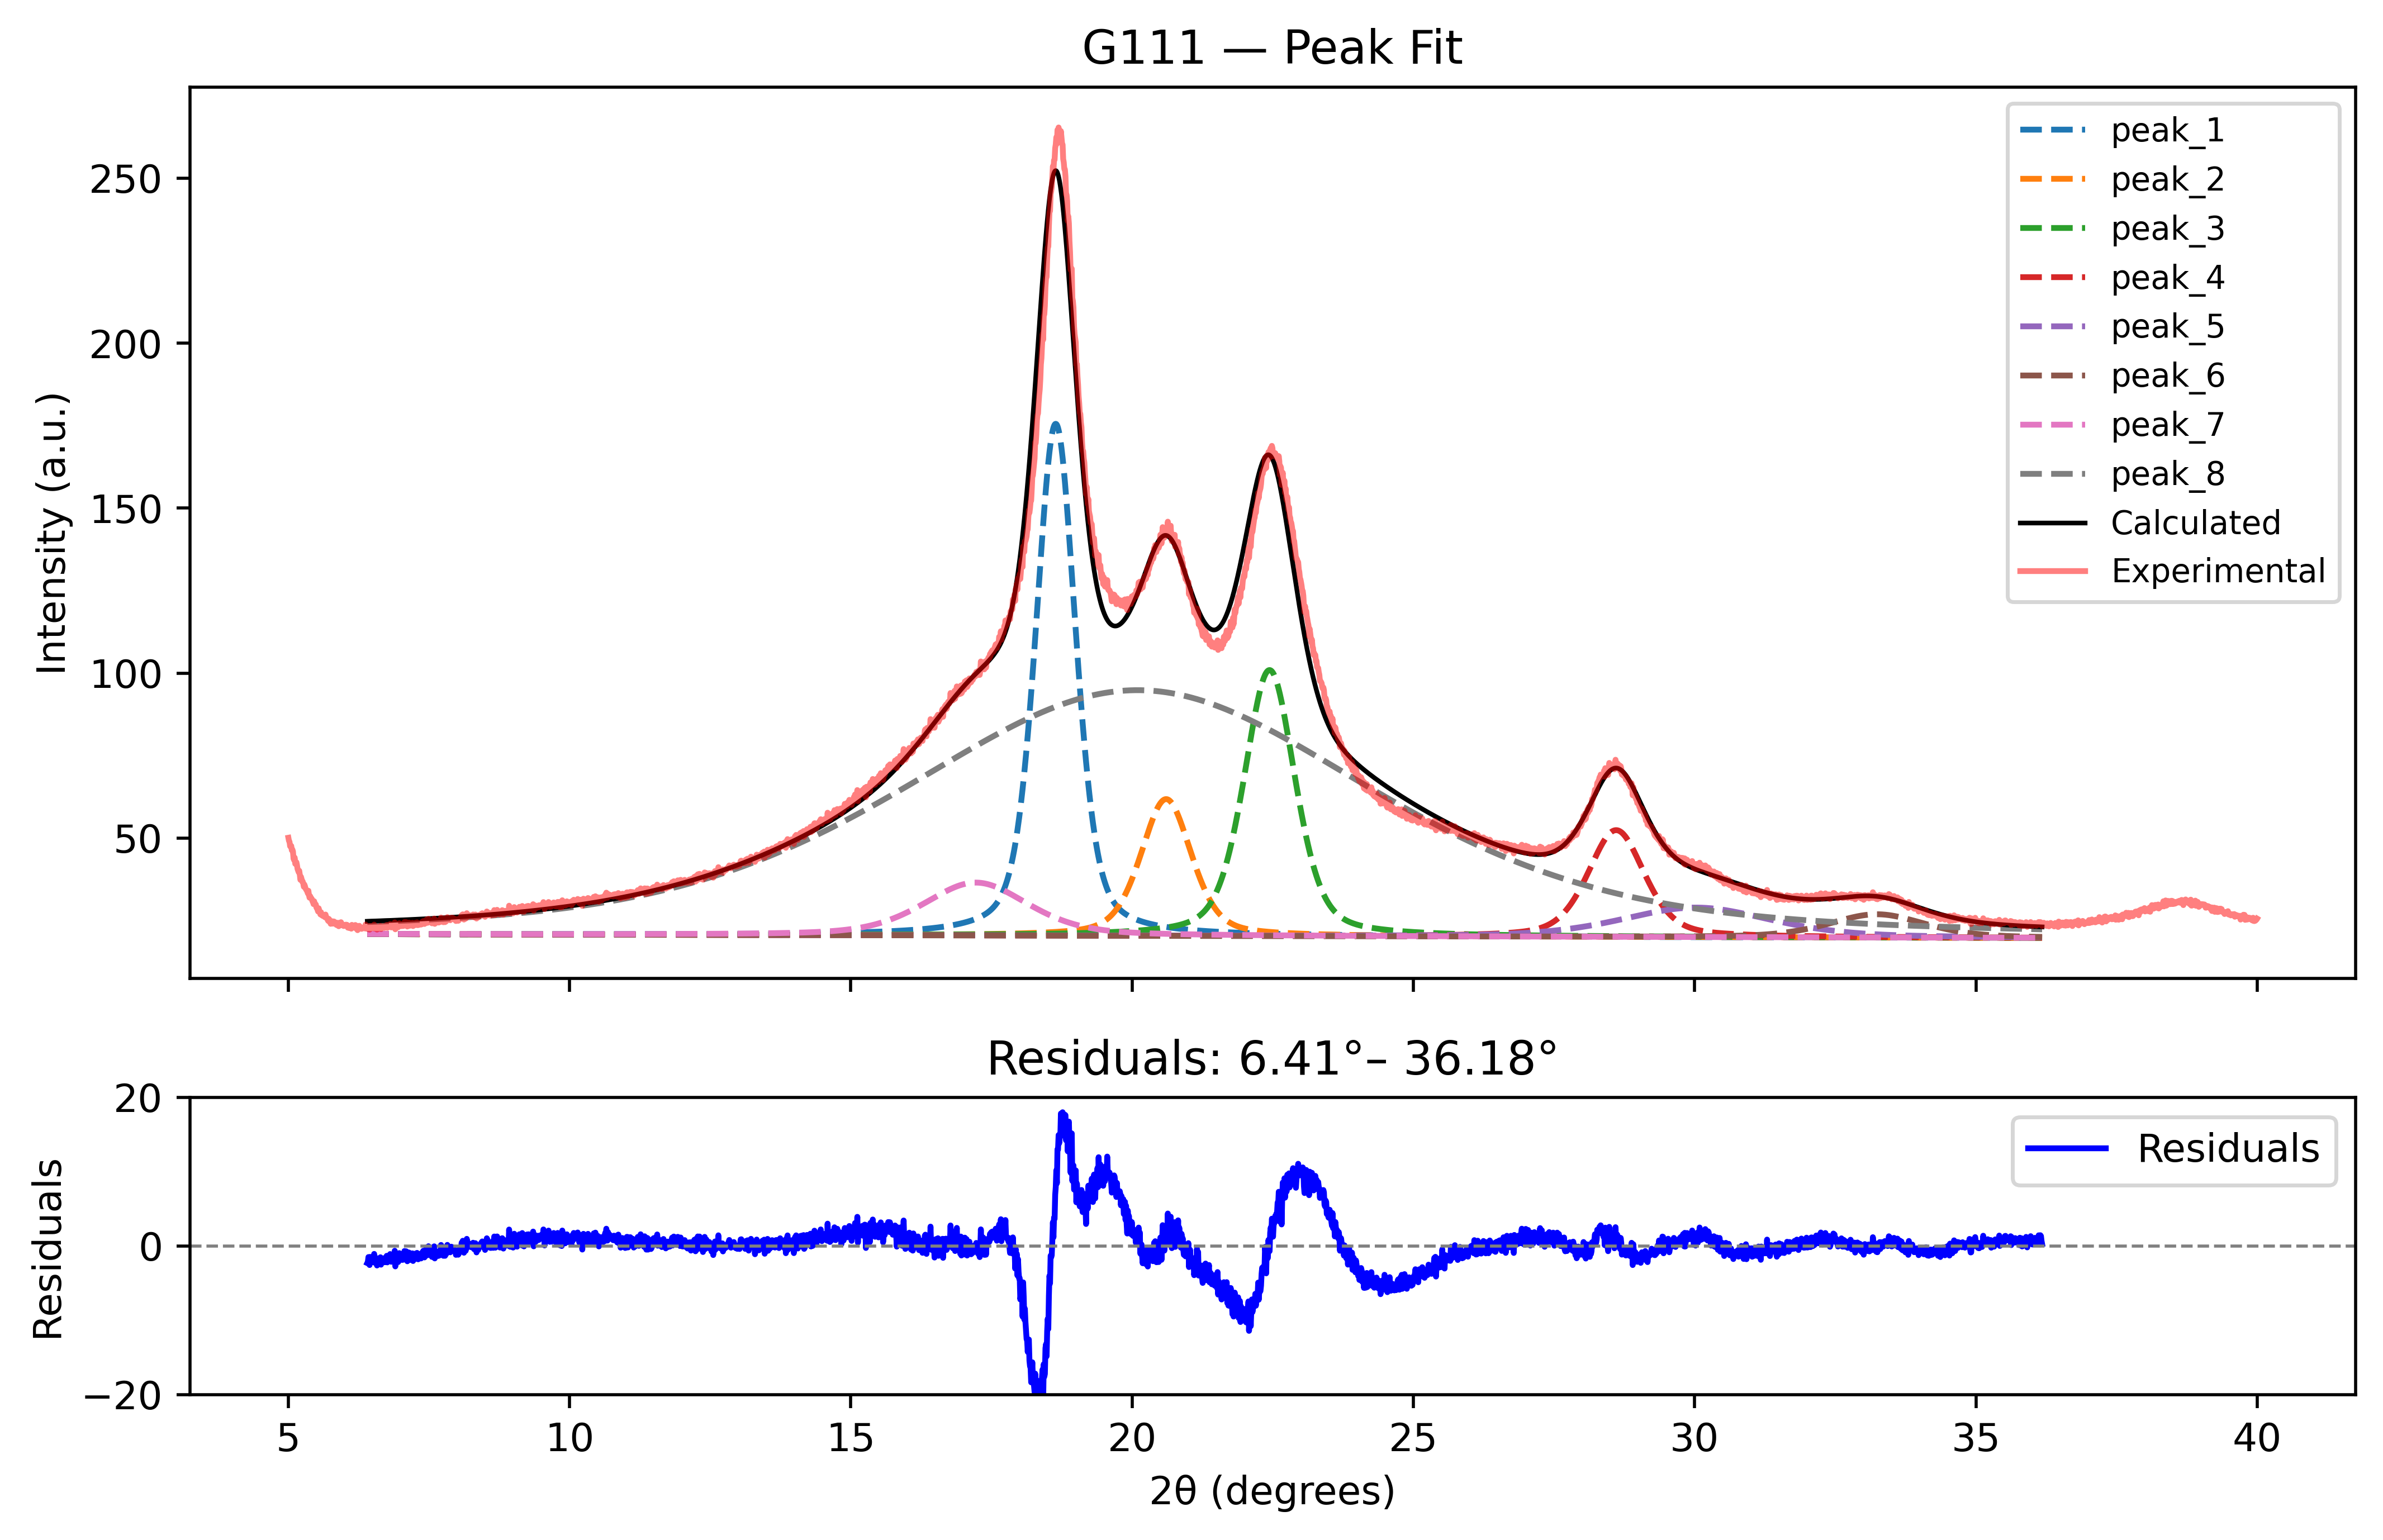 G111 — Peak Fit
Intensity (a.u.)
250
200
150
100
50
peak_1
peak_2
peak_3
peak_4
peak_5
peak_6
peak_7
peak_8
Calculated
Experimental
Residuals: 6.41°– 36.18°
Residuals
20
0
−20
Residuals
5 10 15 20 25 30 35 40
2θ (degrees)